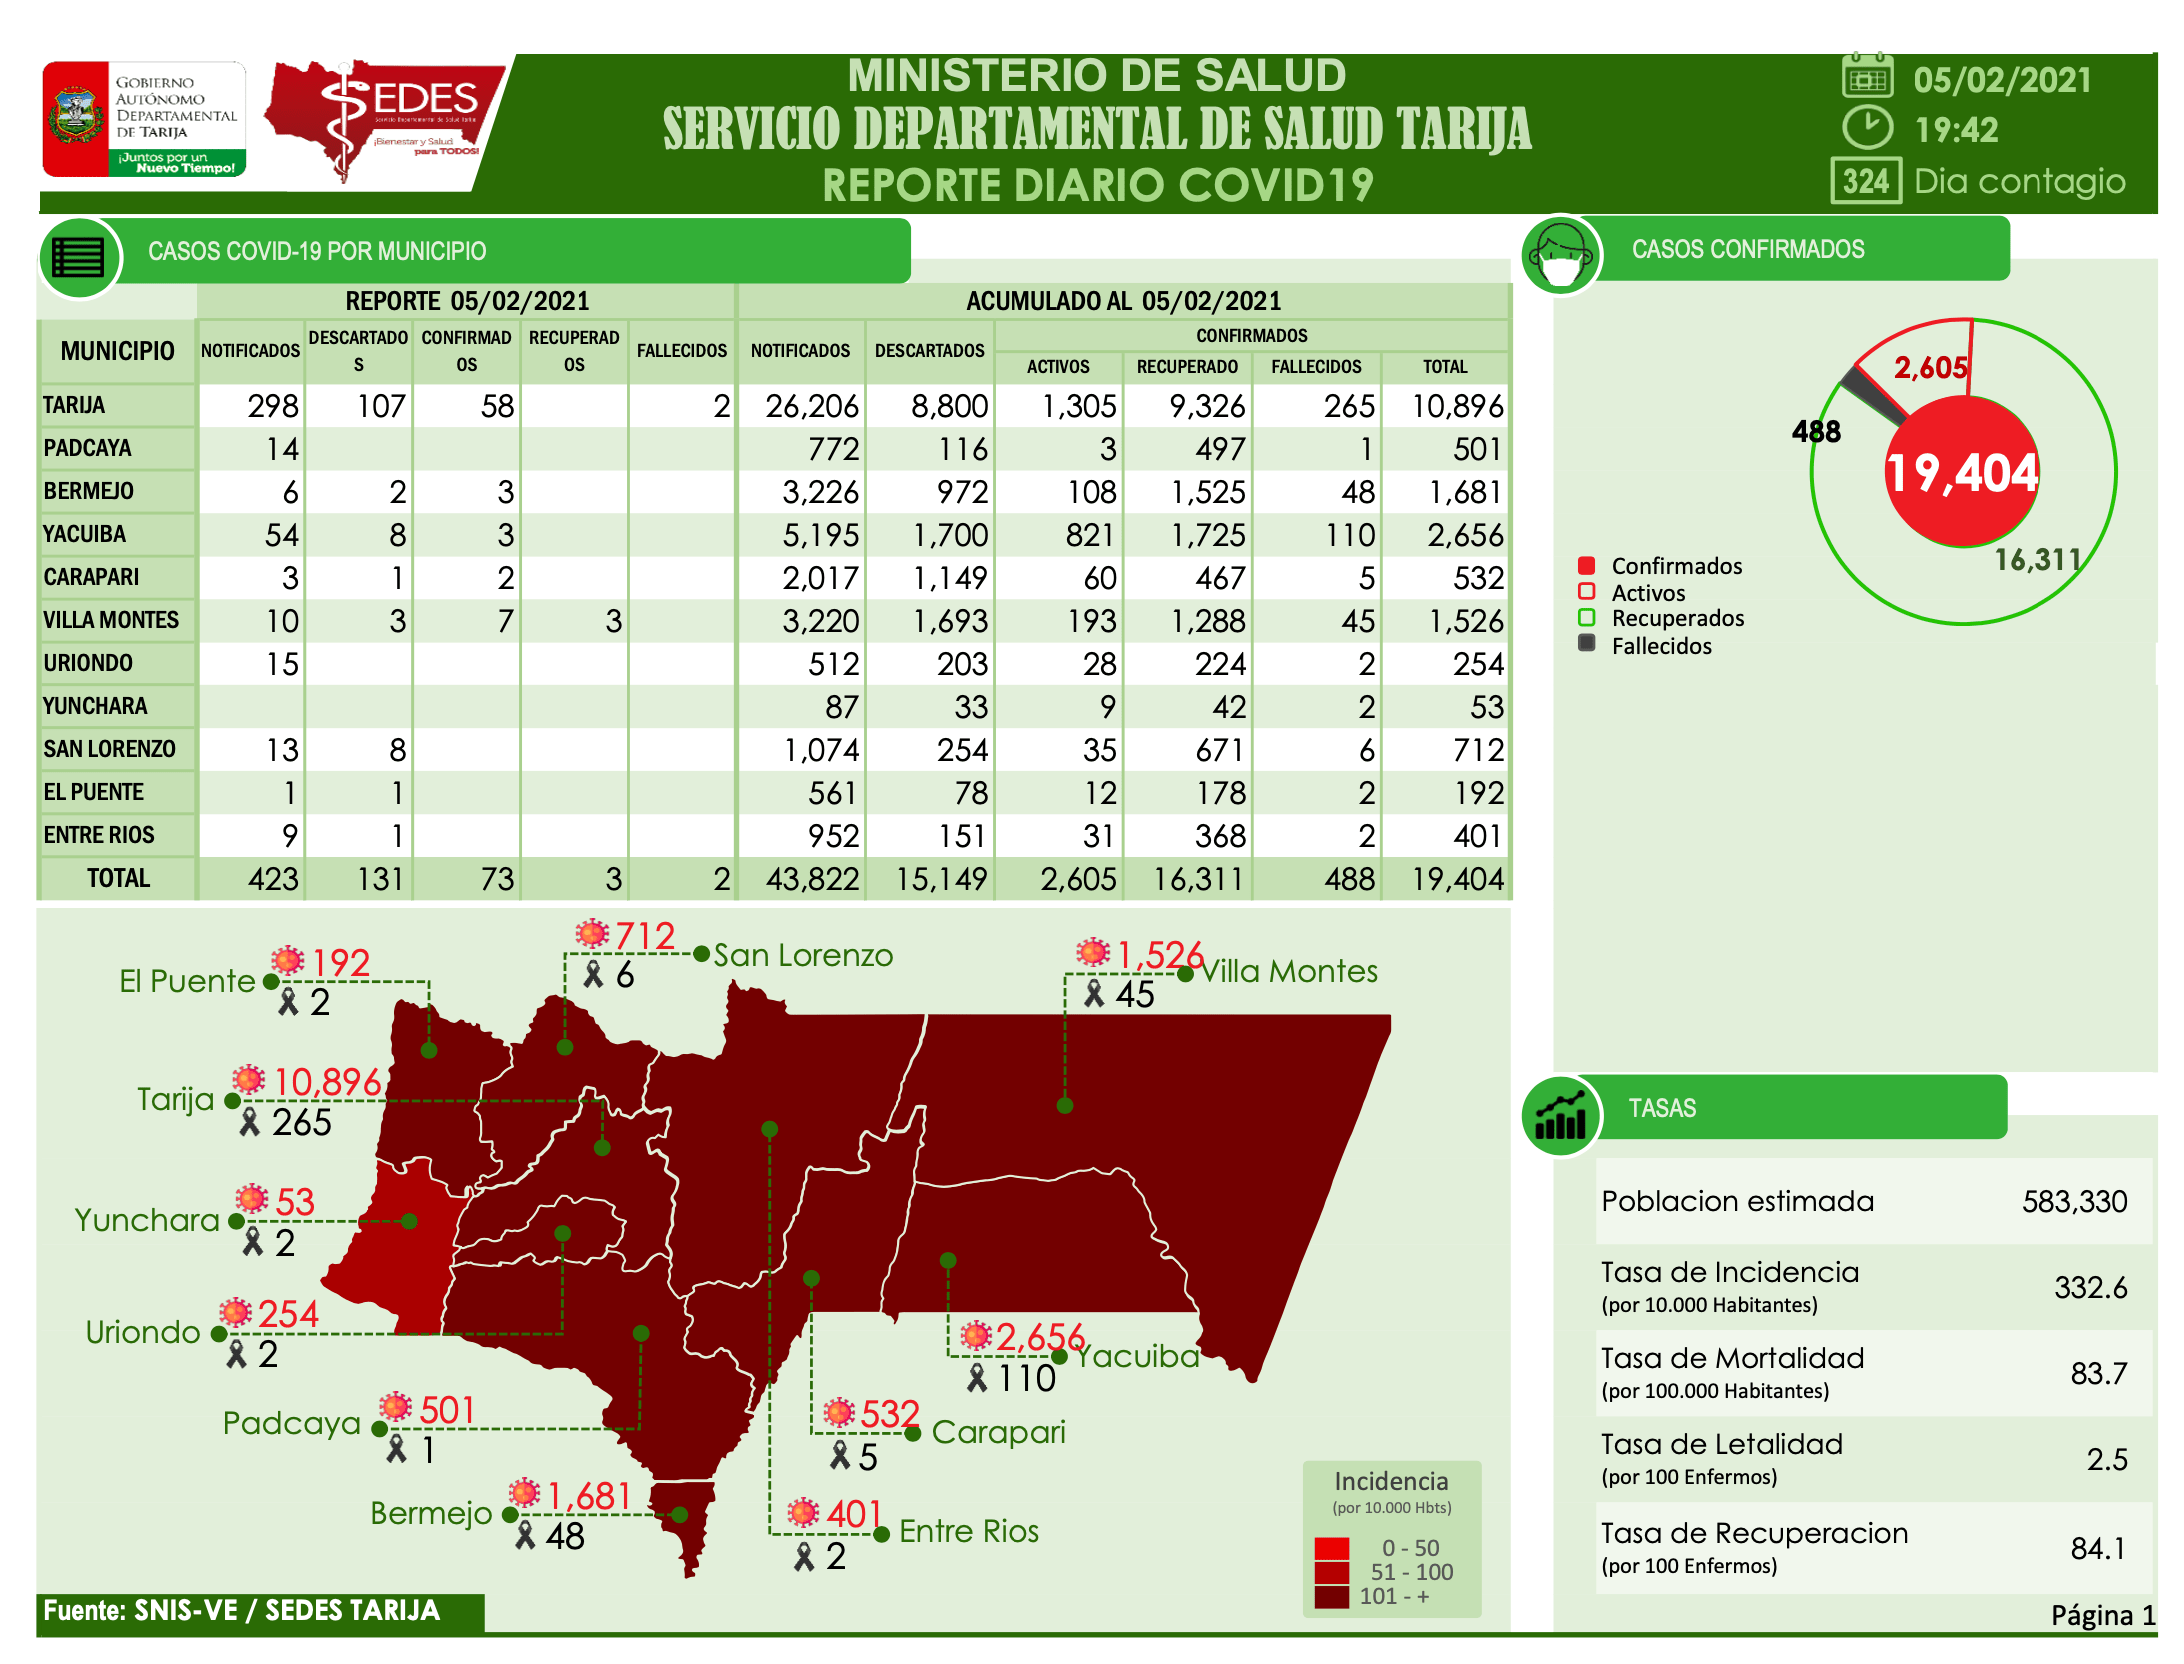 GOBIERNO
AUTÓNOMO
DEPARTAMENTAL
DE TARIJA
¡Juntos por un
Nuevo Tiempo!
SEDES
Servicio Departamental de Salud Tarija
¡Bienestar y Salud
para TODOS!
MINISTERIO DE SALUD
SERVICIO DEPARTAMENTAL DE SALUD TARIJA
REPORTE DIARIO COVID19
05/02/2021
19:42
324 Dia contagio
CASOS COVID-19 POR MUNICIPIO
REPORTE 05/02/2021 ACUMULADO AL 05/02/2021
MUNICIPIO NOTIFICADOS DESCARTADO
S CONFIRMAD
OS RECUPERAD
OS FALLECIDOS NOTIFICADOS DESCARTADOS CONFIRMADOS
ACTIVOS RECUPERADO FALLECIDOS TOTAL
TARIJA 298 107 58 2 26,206 8,800 1,305 9,326 265 10,896
PADCAYA 14 772 116 3 497 1 501
BERMEJO 6 2 3 3,226 972 108 1,525 48 1,681
YACUIBA 54 8 3 5,195 1,700 821 1,725 110 2,656
CARAPARI 3 1 2 2,017 1,149 60 467 5 532
VILLA MONTES 10 3 7 3 3,220 1,693 193 1,288 45 1,526
URIONDO 15 512 203 28 224 2 254
YUNCHARA 87 33 9 42 2 53
SAN LORENZO 13 8 1,074 254 35 671 6 712
EL PUENTE 1 1 561 78 12 178 2 192
ENTRE RIOS 9 1 952 151 31 368 2 401
TOTAL 423 131 73 3 2 43,822 15,149 2,605 16,311 488 19,404
CASOS CONFIRMADOS
2,605
488
19,404
16,311
Confirmados
Activos
Recuperados
Fallecidos
El Puente 192
2
712 San Lorenzo
6
1,526 Villa Montes
45
Tarija 10,896
265
Yunchara 53
2
Uriondo 254
2
Padcaya 501
1
Bermejo 1,681
48
2,656 Yacuiba
110
532 Carapari
5
401 Entre Rios
2
Incidencia
(por 10.000 Hbts)
0 - 50
51 - 100
101 - +
TASAS
Poblacion estimada 583,330
Tasa de Incidencia 332.6
(por 10.000 Habitantes)
Tasa de Mortalidad 83.7
(por 100.000 Habitantes)
Tasa de Letalidad 2.5
(por 100 Enfermos)
Tasa de Recuperacion 84.1
(por 100 Enfermos)
Fuente: SNIS-VE / SEDES TARIJA
Página 1